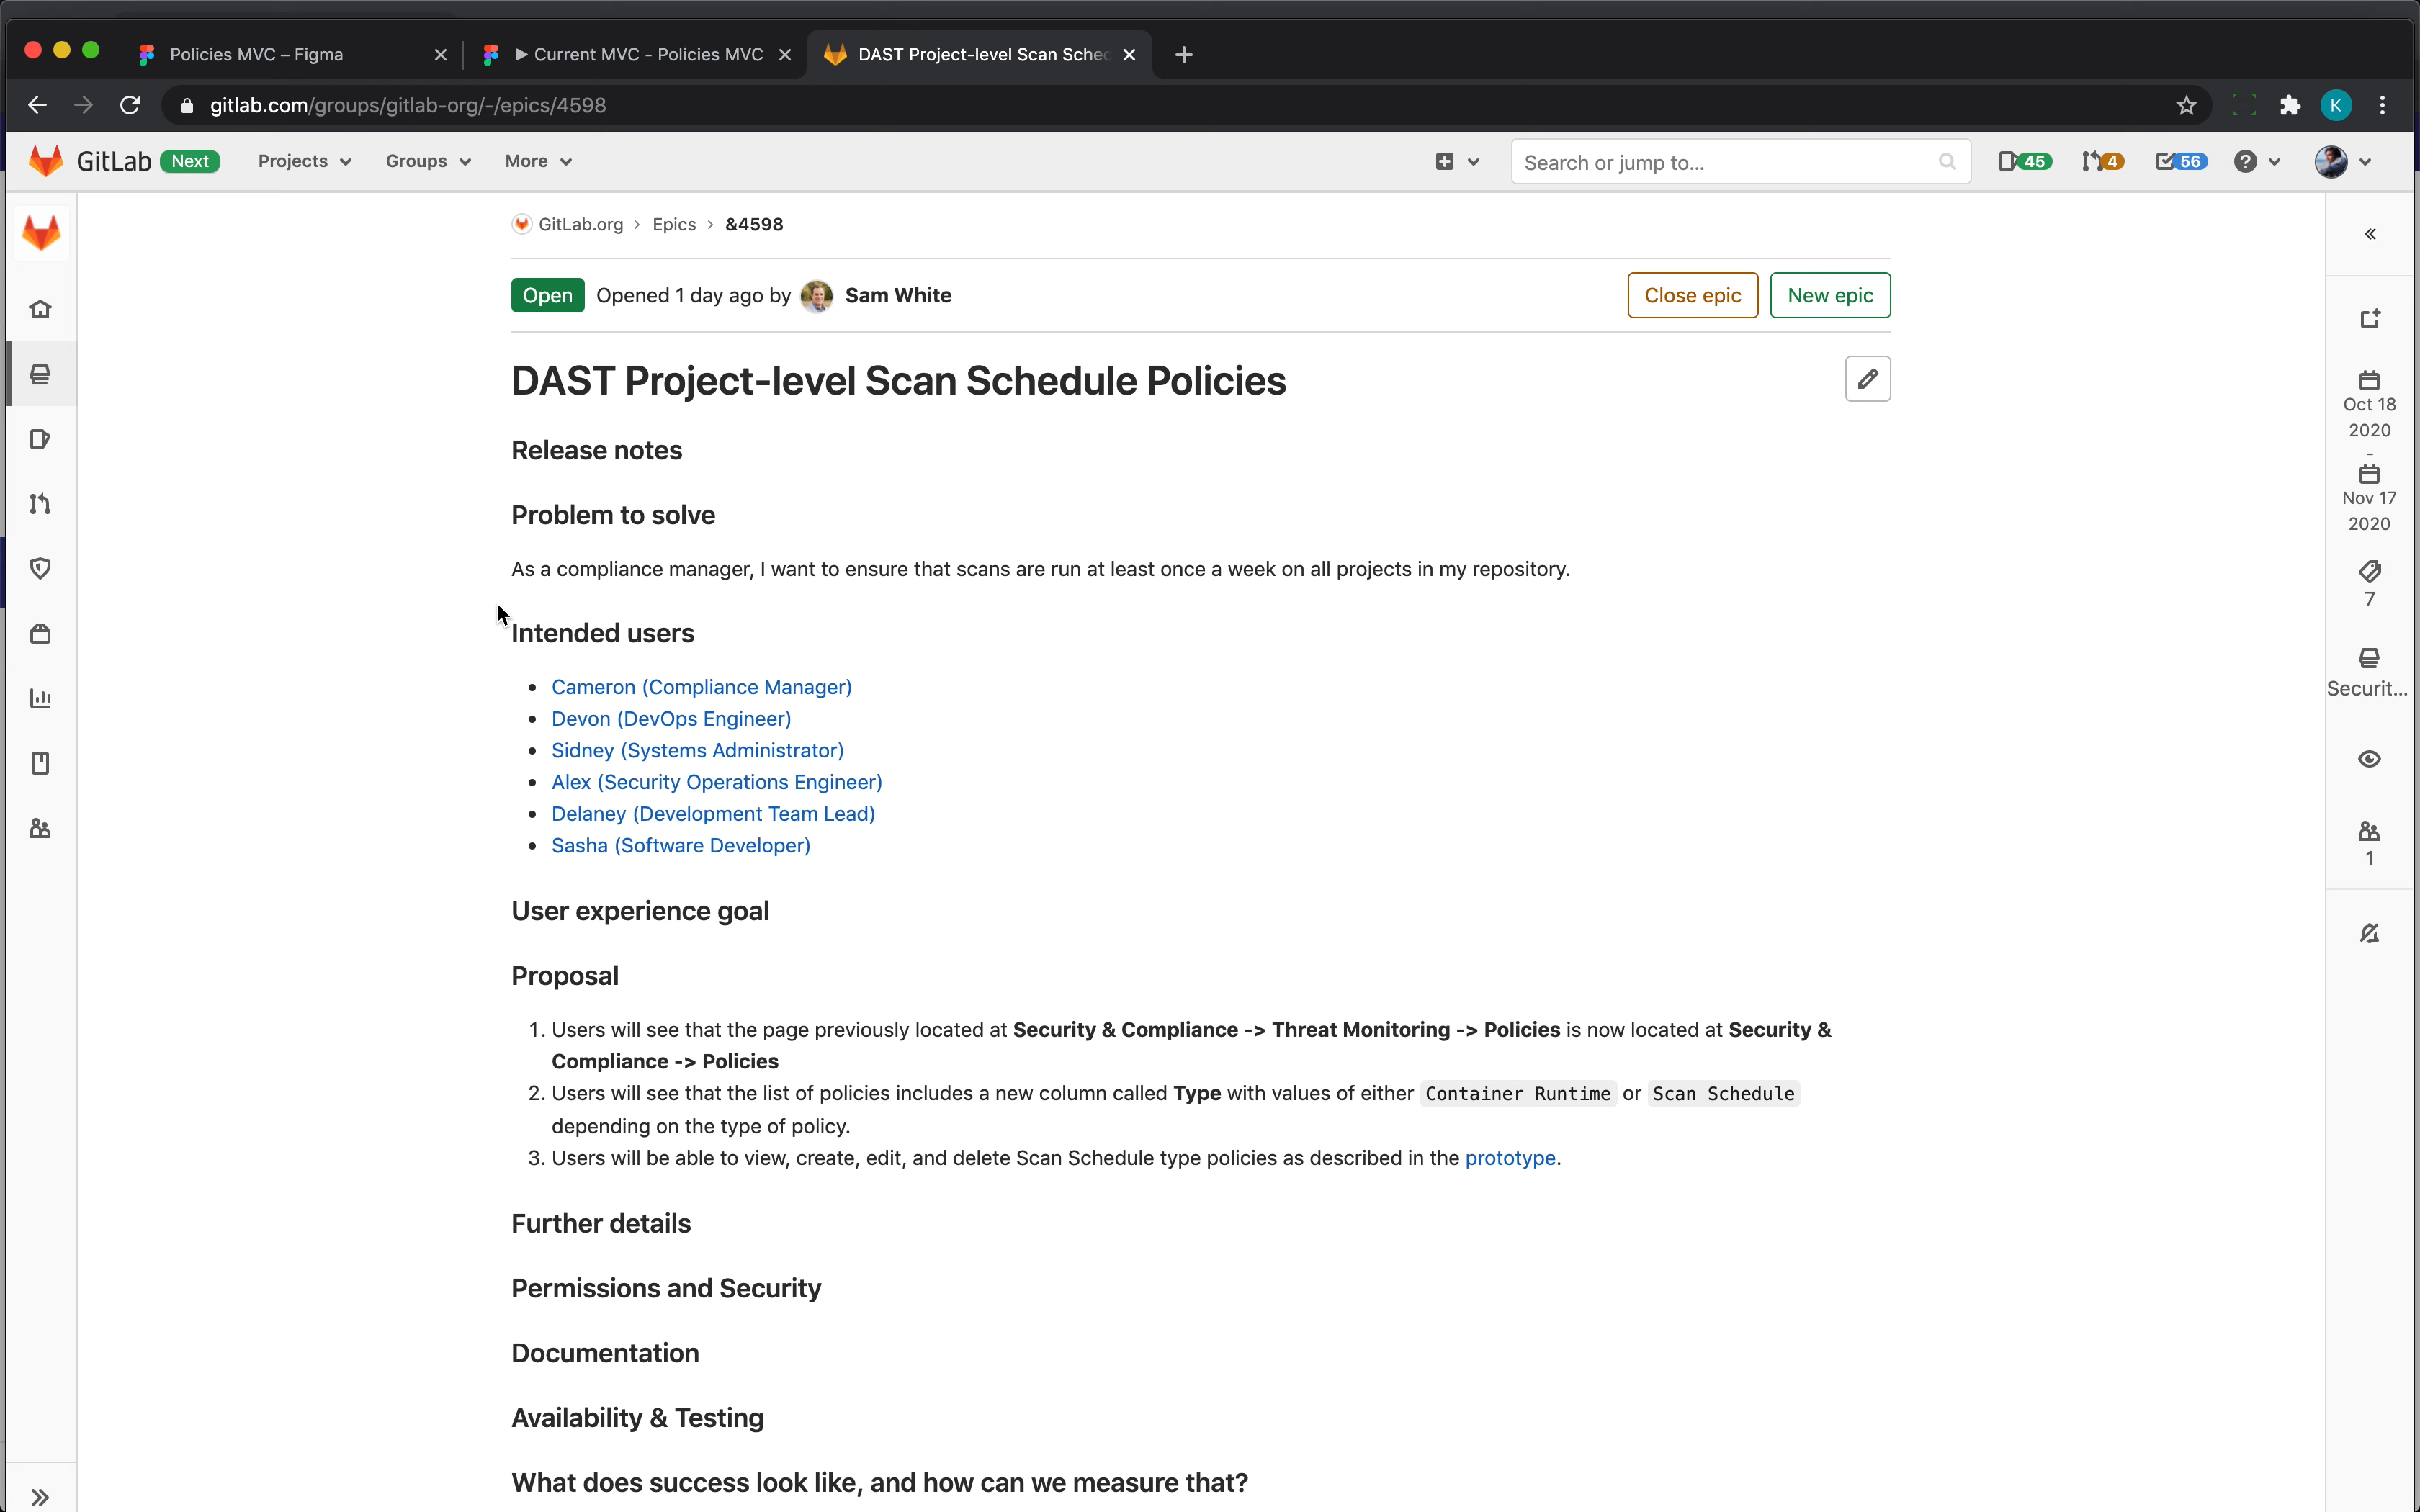 Policies MVC – Figma
▶ Current MVC - Policies MVC
DAST Project-level Scan Sche
gitlab.com/groups/gitlab-org/-/epics/4598
K
GitLab Next Projects Groups More
Search or jump to...
45 4 56
GitLab.org > Epics > &4598
Open Opened 1 day ago by Sam White
Close epic New epic
DAST Project-level Scan Schedule Policies
Release notes
Problem to solve
As a compliance manager, I want to ensure that scans are run at least once a week on all projects in my repository.
Intended users
• Cameron (Compliance Manager)
• Devon (DevOps Engineer)
• Sidney (Systems Administrator)
• Alex (Security Operations Engineer)
• Delaney (Development Team Lead)
• Sasha (Software Developer)
User experience goal
Proposal
1. Users will see that the page previously located at Security & Compliance -> Threat Monitoring -> Policies is now located at Security &
Compliance -> Policies
2. Users will see that the list of policies includes a new column called Type with values of either Container Runtime or Scan Schedule
depending on the type of policy.
3. Users will be able to view, create, edit, and delete Scan Schedule type policies as described in the prototype.
Further details
Permissions and Security
Documentation
Availability & Testing
What does success look like, and how can we measure that?
Oct 18
2020
-
Nov 17
2020
7
Securit...
1